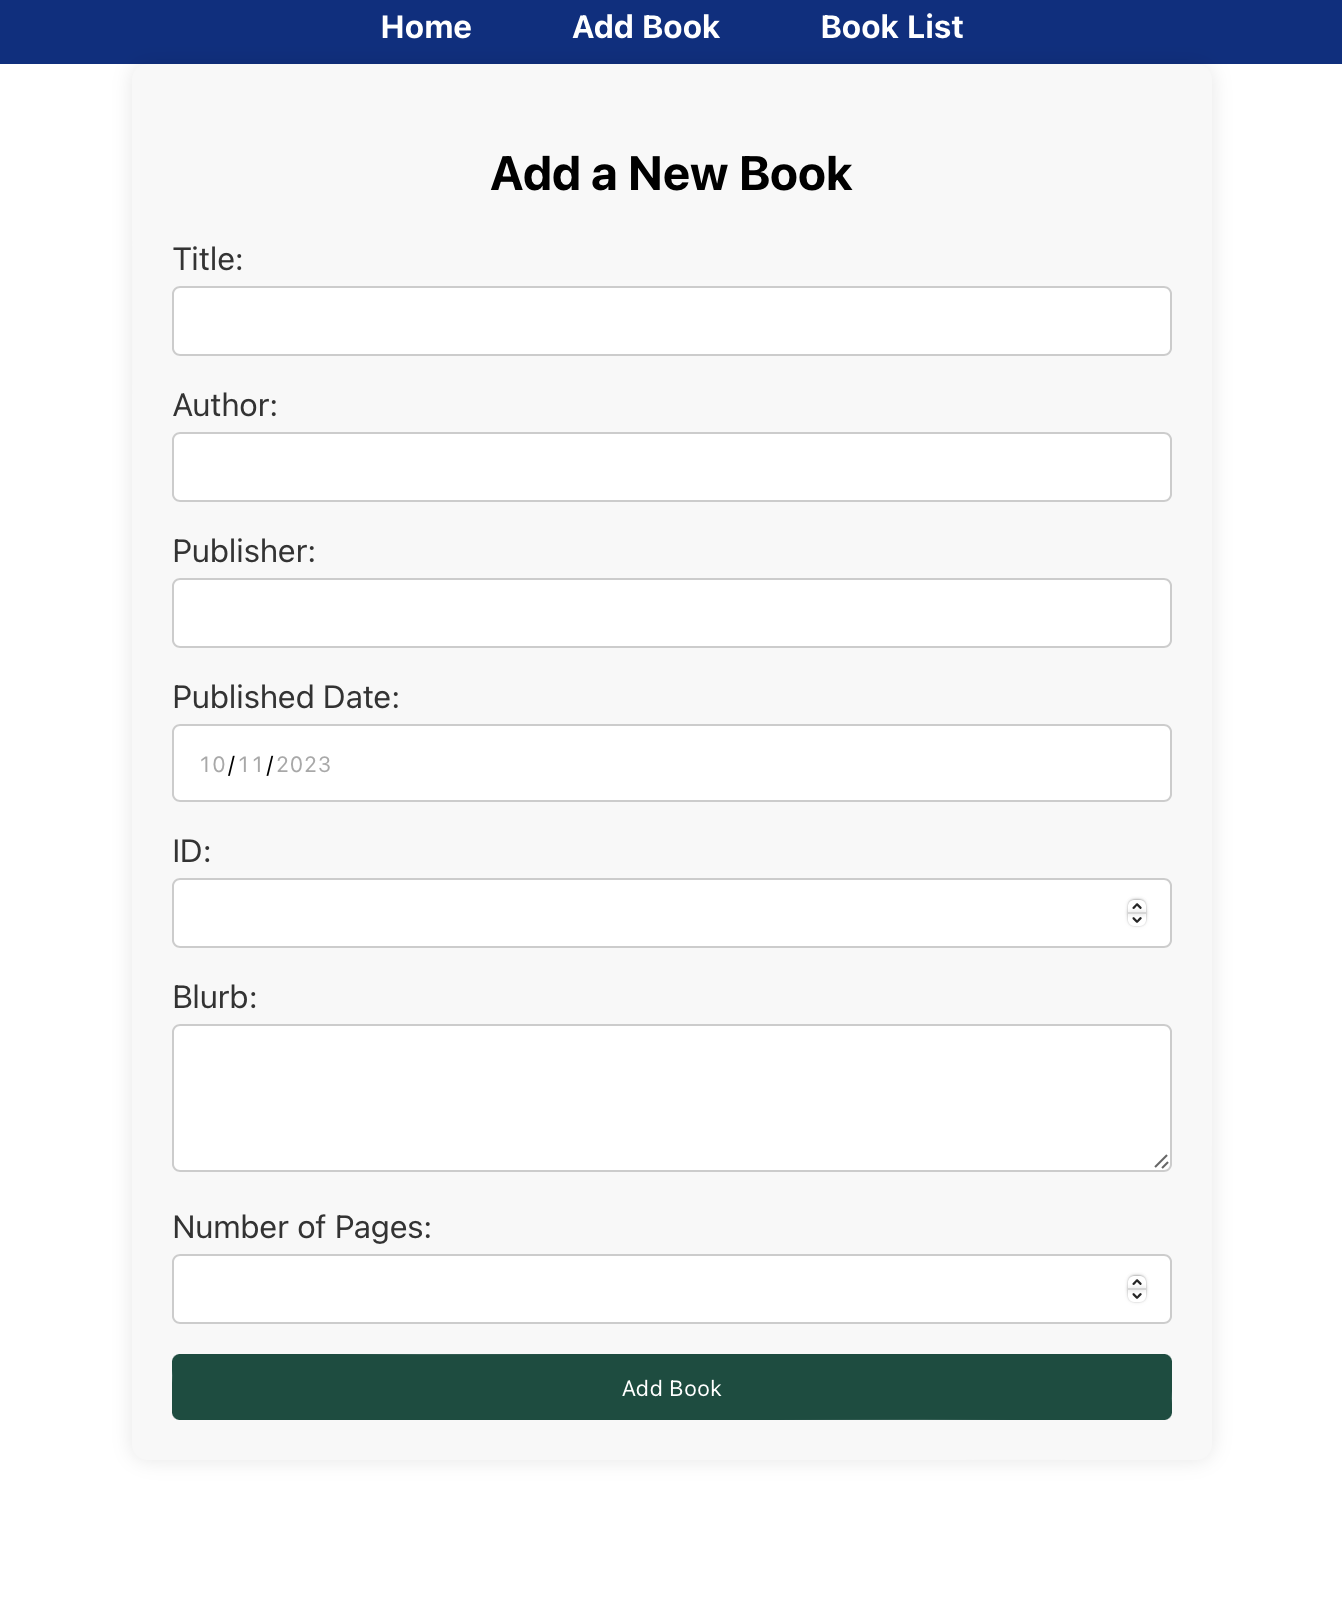 Home Add Book Book List
Add a New Book
Title:
Author:
Publisher:
Published Date:
10/11/2023
ID:
Blurb:
Number of Pages:
Add Book